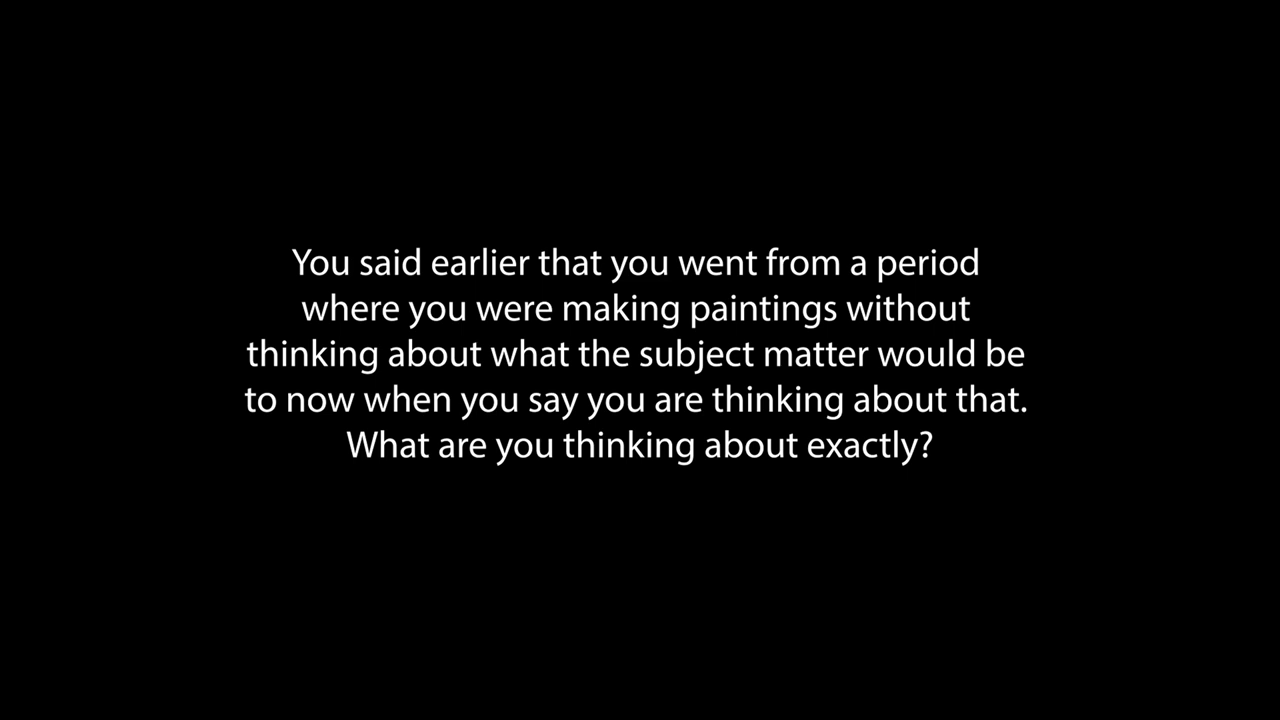 You said earlier that you went from a period
where you were making paintings without
thinking about what the subject matter would be
to now when you say you are thinking about that.
What are you thinking about exactly?